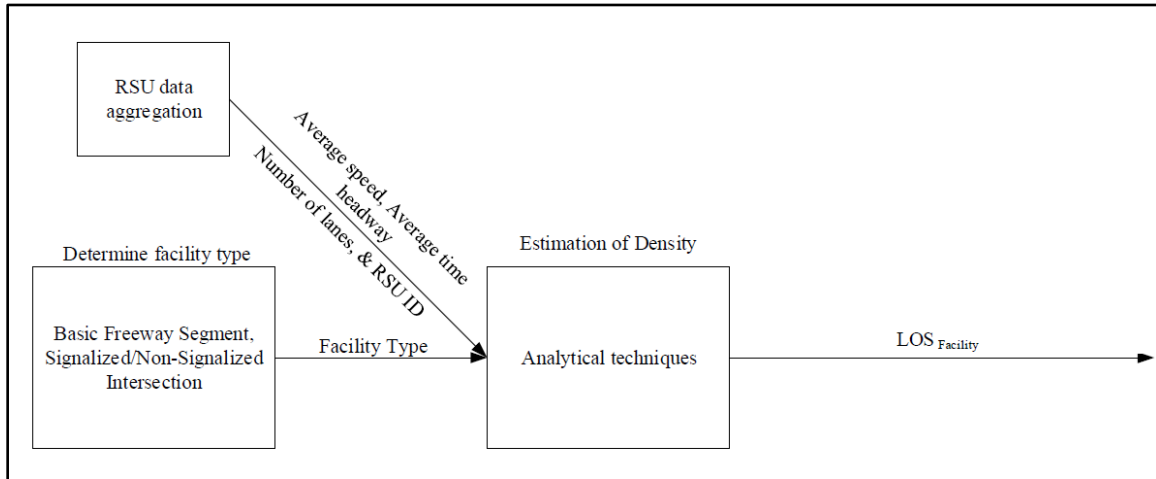 RSU data
aggregation
Average speed, Average time
headway
Number of lanes, & RSU ID
Determine facility type
Basic Freeway Segment,
Signalized/Non-Signalized
Intersection
Facility Type
Estimation of Density
Analytical techniques
LOS Facility